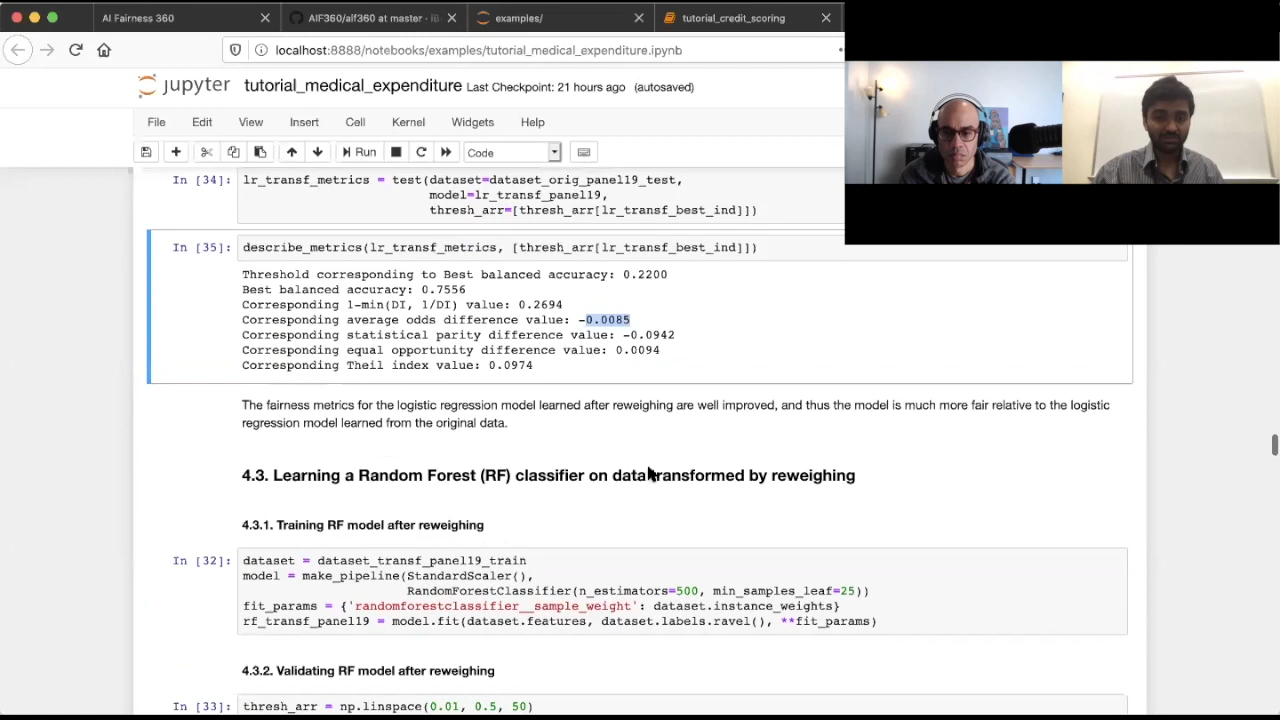 AI Fairness 360
AIF360/aif360 at master · IB
examples/
tutorial_credit_scoring
localhost:8888/notebooks/examples/tutorial_medical_expenditure.ipynb
jupyter tutorial_medical_expenditure Last Checkpoint: 21 hours ago (autosaved)
File Edit View Insert Cell Kernel Widgets Help
Run
Code
In [34]: lr_transf_metrics = test(dataset=dataset_orig_panel19_test,
model=lr_transf_panel19,
thresh_arr=[thresh_arr[lr_transf_best_ind]])
In [35]: describe_metrics(lr_transf_metrics, [thresh_arr[lr_transf_best_ind]])
Threshold corresponding to Best balanced accuracy: 0.2200
Best balanced accuracy: 0.7556
Corresponding 1-min(DI, 1/DI) value: 0.2694
Corresponding average odds difference value: -0.0085
Corresponding statistical parity difference value: -0.0942
Corresponding equal opportunity difference value: 0.0094
Corresponding Theil index value: 0.0974
The fairness metrics for the logistic regression model learned after reweighing are well improved, and thus the model is much more fair relative to the logistic
regression model learned from the original data.
4.3. Learning a Random Forest (RF) classifier on data transformed by reweighing
4.3.1. Training RF model after reweighing
In [32]: dataset = dataset_transf_panel19_train
model = make_pipeline(StandardScaler(),
RandomForestClassifier(n_estimators=500, min_samples_leaf=25))
fit_params = {'randomforestclassifier__sample_weight': dataset.instance_weights}
rf_transf_panel19 = model.fit(dataset.features, dataset.labels.ravel(), **fit_params)
4.3.2. Validating RF model after reweighing
In [33]: thresh_arr = np.linspace(0.01, 0.5, 50)